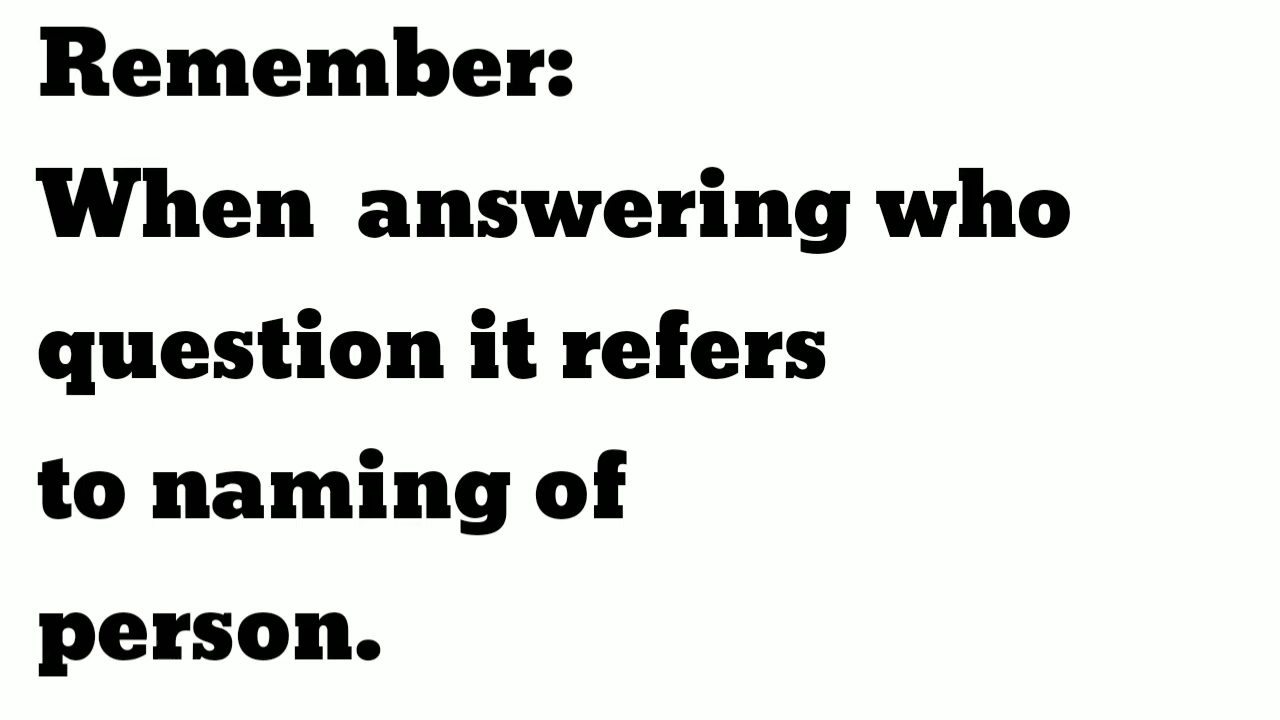 Remember:
When answering who
question it refers
to naming of
person.